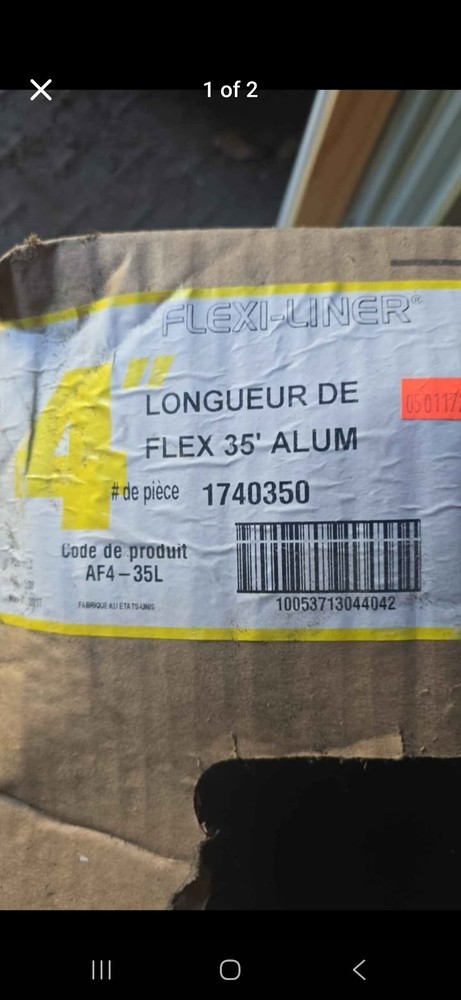 1 of 2
FLEXI-LINER®
4"
LONGUEUR DE
FLEX 35' ALUM
# de pièce 1740350
Code de produit
AF4-35L
FABRIQUÉ AU ÉTATS-UNIS
10053713044042